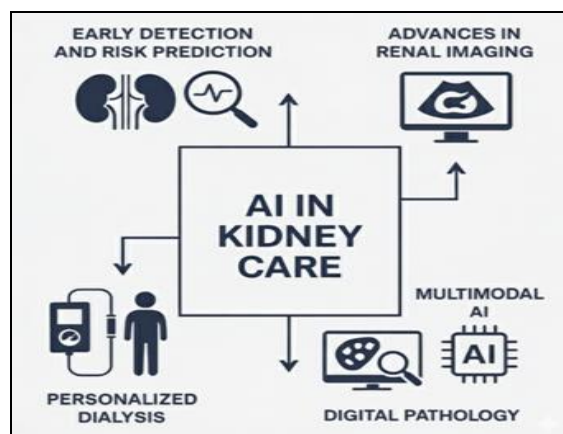 EARLY DETECTION
AND RISK PREDICTION
ADVANCES IN
RENAL IMAGING
AI IN
KIDNEY
CARE
MULTIMODAL
AI
AI
PERSONALIZED
DIALYSIS
DIGITAL PATHOLOGY